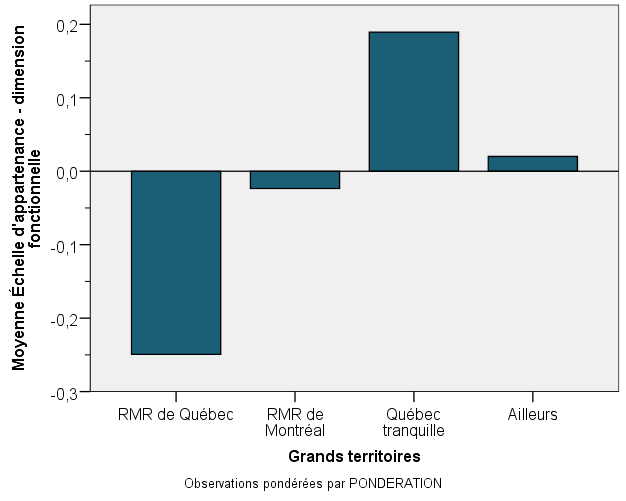 Moyenne Échelle d'appartenance - dimension
fonctionnelle
0,2
0,1
0,0
-0,1
-0,2
-0,3
RMR de Québec
RMR de
Montréal
Québec
tranquille
Ailleurs
Grands territoires
Observations pondérées par PONDERATION